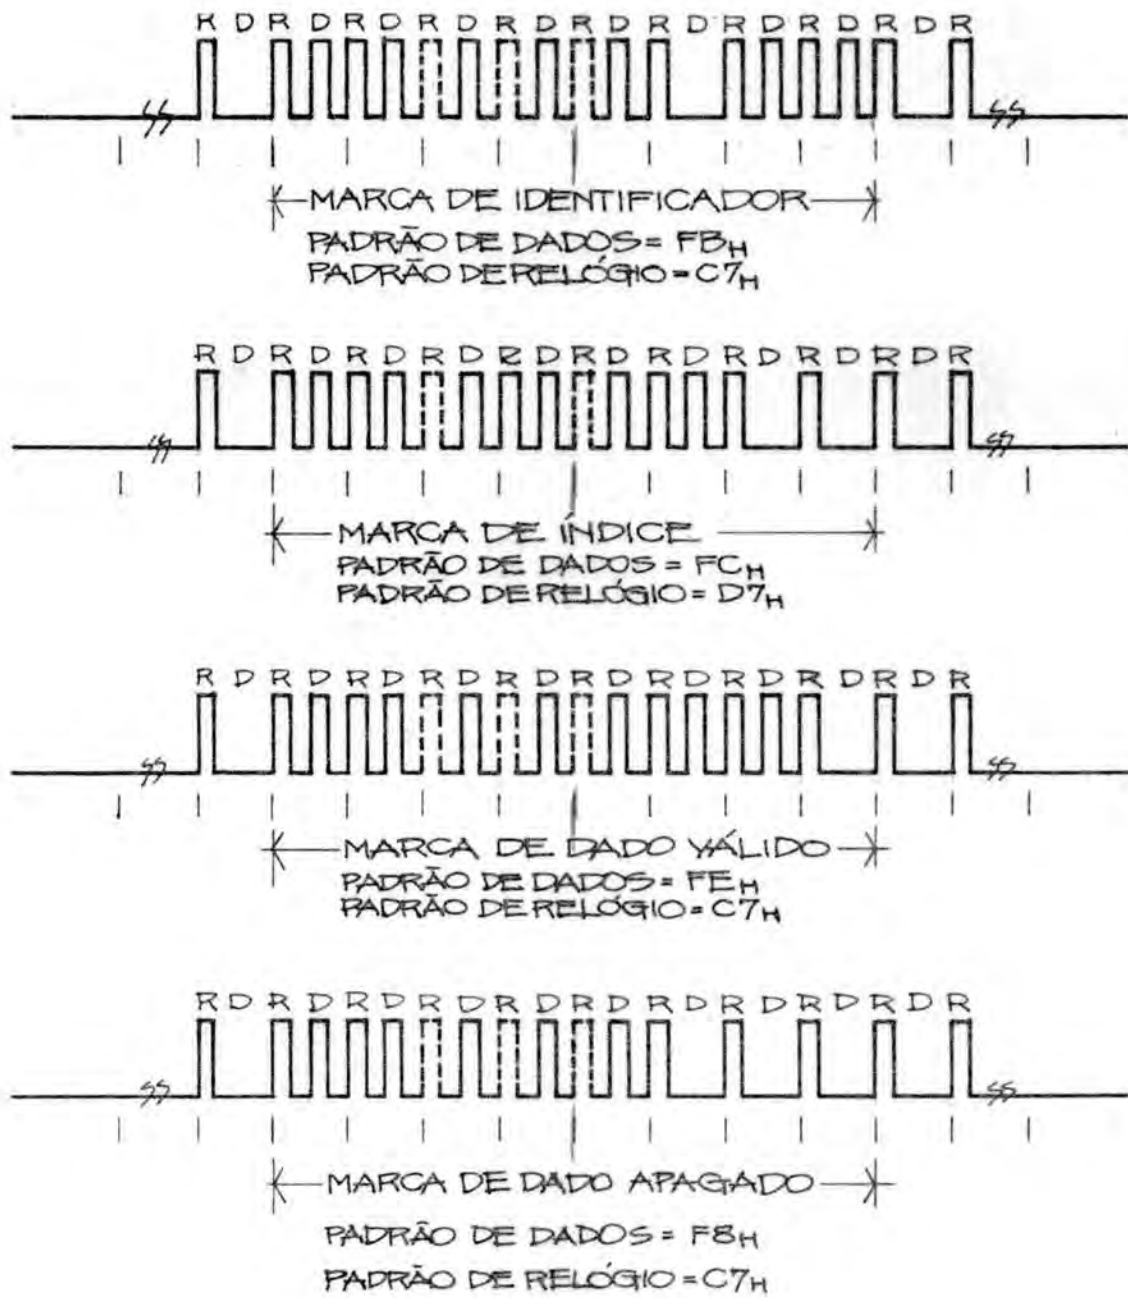 R D R D R D R D R D R D R D R D R D R D R
MARCA DE IDENTIFICADOR
PADRÃO DE DADOS = FBH
PADRÃO DE RELÓGIO = C7H
R D R D R D R D R D R D R D R D R D R D R
MARCA DE ÍNDICE
PADRÃO DE DADOS = FCH
PADRÃO DE RELÓGIO = D7H
R D R D R D R D R D R D R D R D R D R D R
MARCA DE DADO VÁLIDO
PADRÃO DE DADOS = FEH
PADRÃO DE RELÓGIO = C7H
R D R D R D R D R D R D R D R D R D R D R
MARCA DE DADO APAGADO
PADRÃO DE DADOS = F8H
PADRÃO DE RELÓGIO = C7H